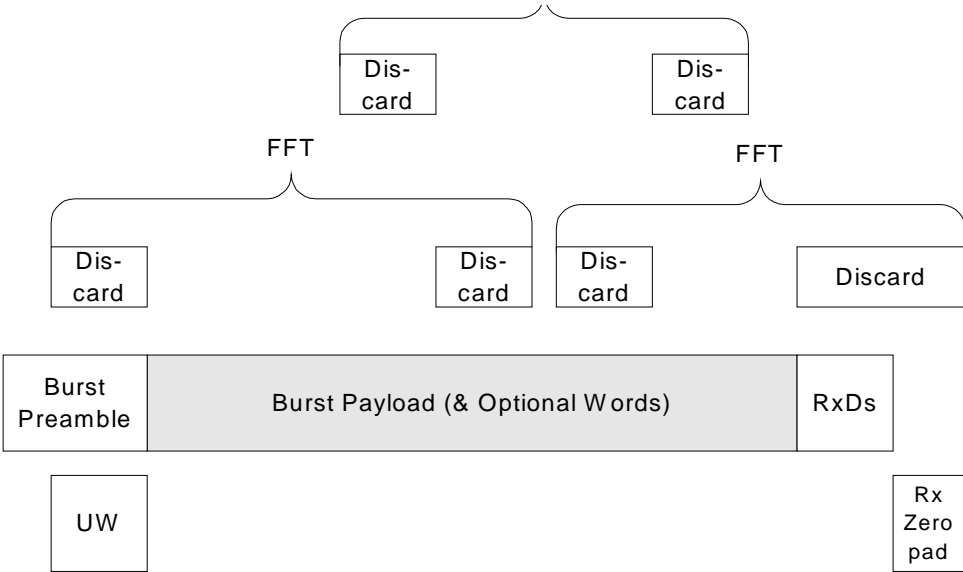 Dis-
card
Dis-
card
FFT
FFT
Dis-
card
Dis-
card
Dis-
card
Discard
Burst
Preamble
Burst Payload (& Optional Words)
RxDs
UW
Rx
Zero
pad